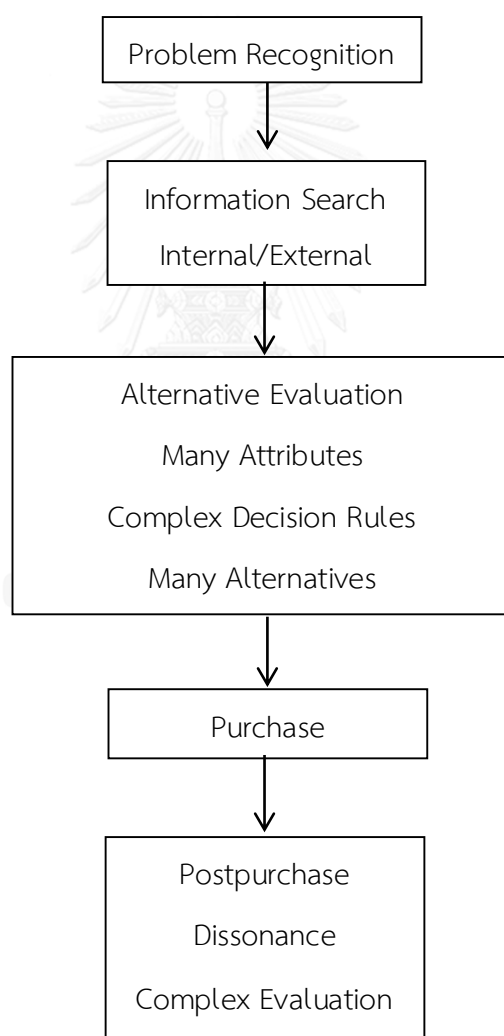 Problem Recognition
Information Search
Internal/External
Alternative Evaluation
Many Attributes
Complex Decision Rules
Many Alternatives
Purchase
Postpurchase
Dissonance
Complex Evaluation